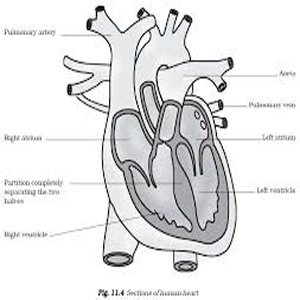 Pulmonary artery
Aorta
Pulmonary vein
Right atrium
Left atrium
Partition completely
separating the two
halves
Left ventricle
Right ventricle
Fig. 11.4 Sections of human heart